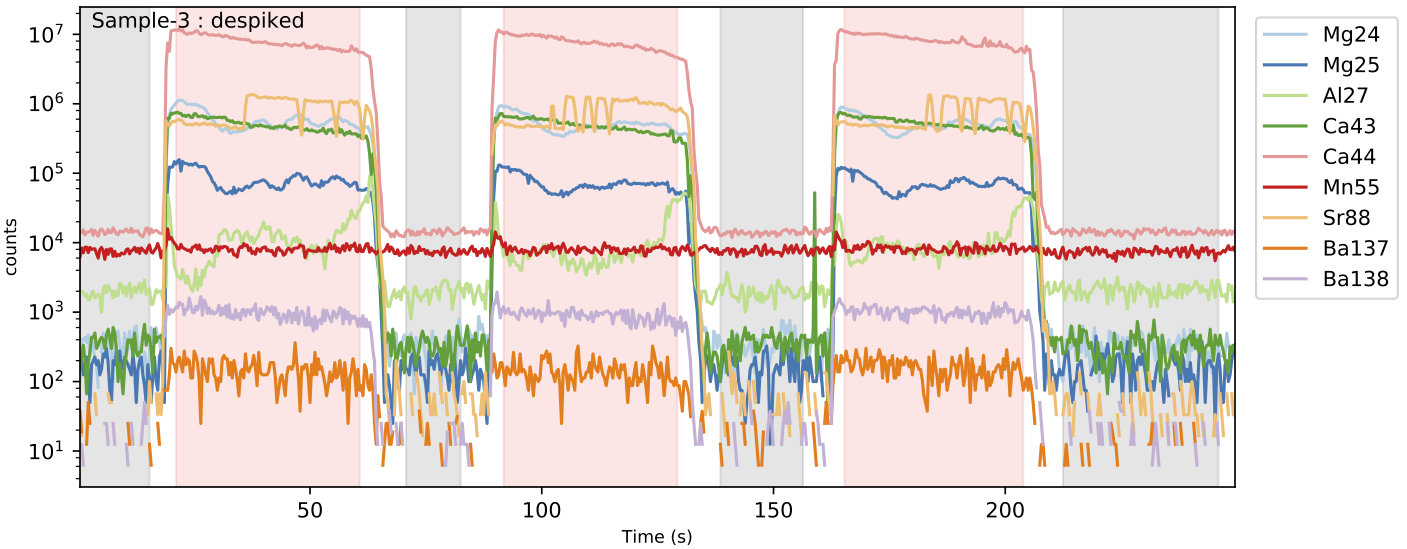 Sample-3 : despiked
10⁷
10⁶
10⁵
10⁴
10³
10²
10¹
counts
50
100
150
200
Time (s)
Mg24
Mg25
Al27
Ca43
Ca44
Mn55
Sr88
Ba137
Ba138